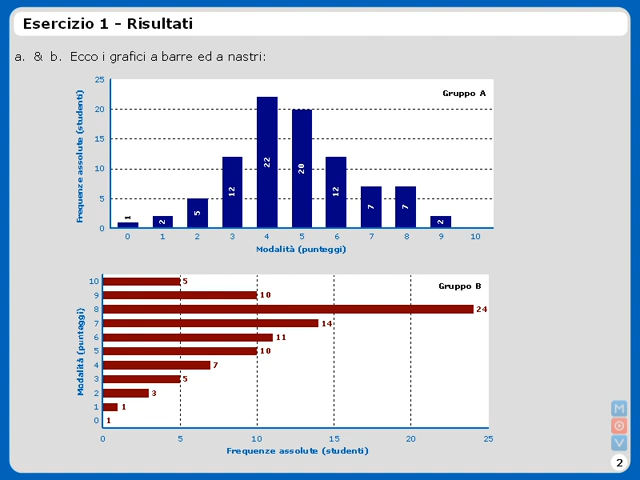 Esercizio 1 – Risultati
a. & b. Ecco i grafici a barre ed a nastri:
Gruppo A
Frequenze assolute (studenti)
25
20
15
10
5
0
1 2 5 12 22 20 12 7 7 2
0 1 2 3 4 5 6 7 8 9 10
Modalità (punteggi)
Gruppo B
Modalità (punteggi)
10 5
9 10
8 24
7 14
6 11
5 10
4 7
3 5
2 3
1 1
0 1
0 5 10 15 20 25
Frequenze assolute (studenti)
M
O
V
2